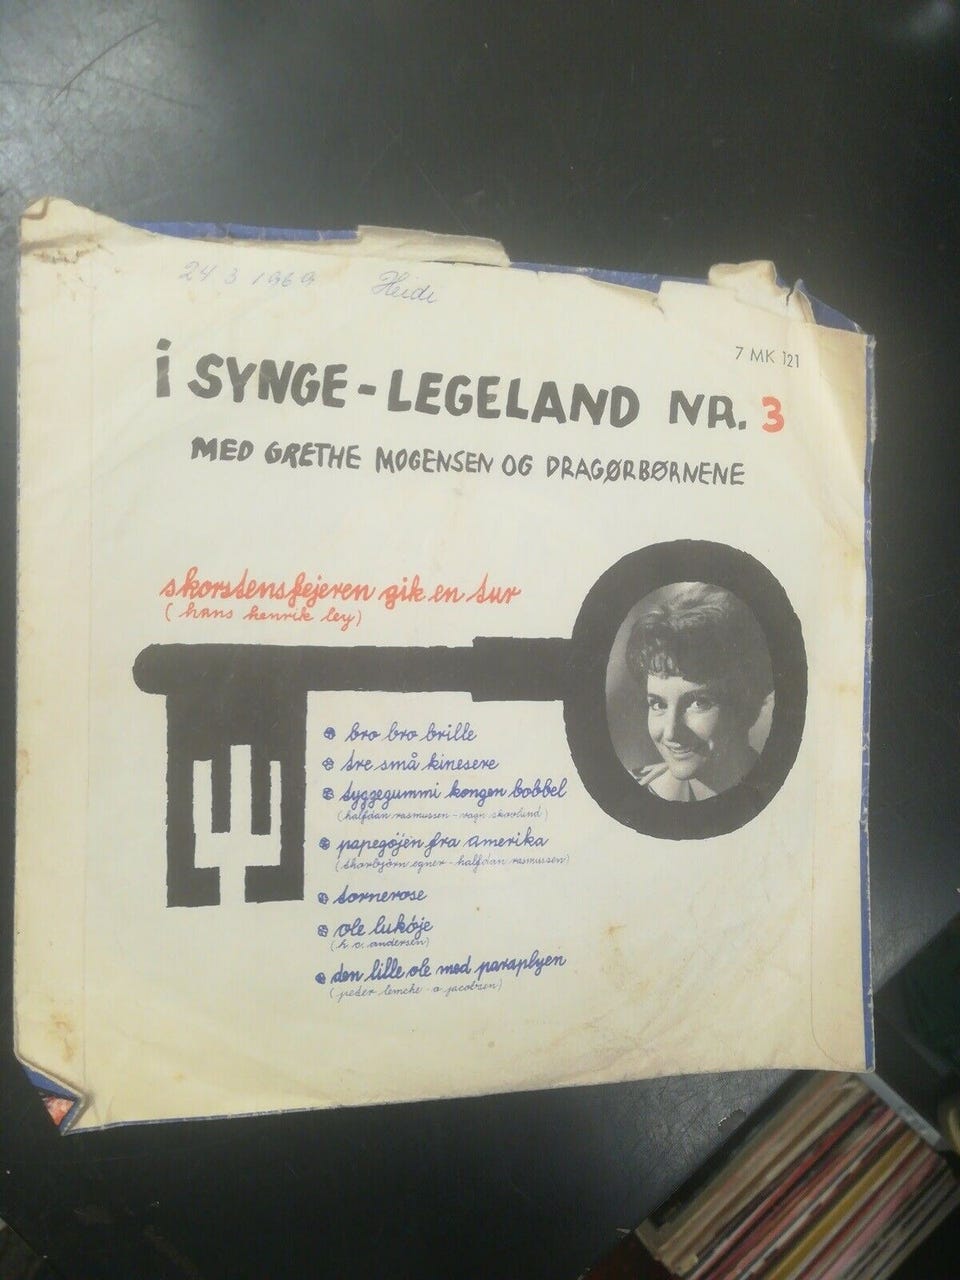 24 3 1969 Heidi
7 MK 121
i SYNGE-LEGELAND NR. 3
MED GRETHE MOGENSEN OG DRAGØRBØRNENE
skorstensfejeren gik en tur
(hans henrik ley)
bro bro brille
tre små kinesere
tyggegummi kongen bobbel
(halfdan rasmussen - vagn skovlund)
papegøjen fra amerika
(thorbjörn egner - halfdan rasmussen)
tornerose
ole lukøje
(h c. andersen)
den lille ole med paraplyen
(peder lemche - o jacobsen)